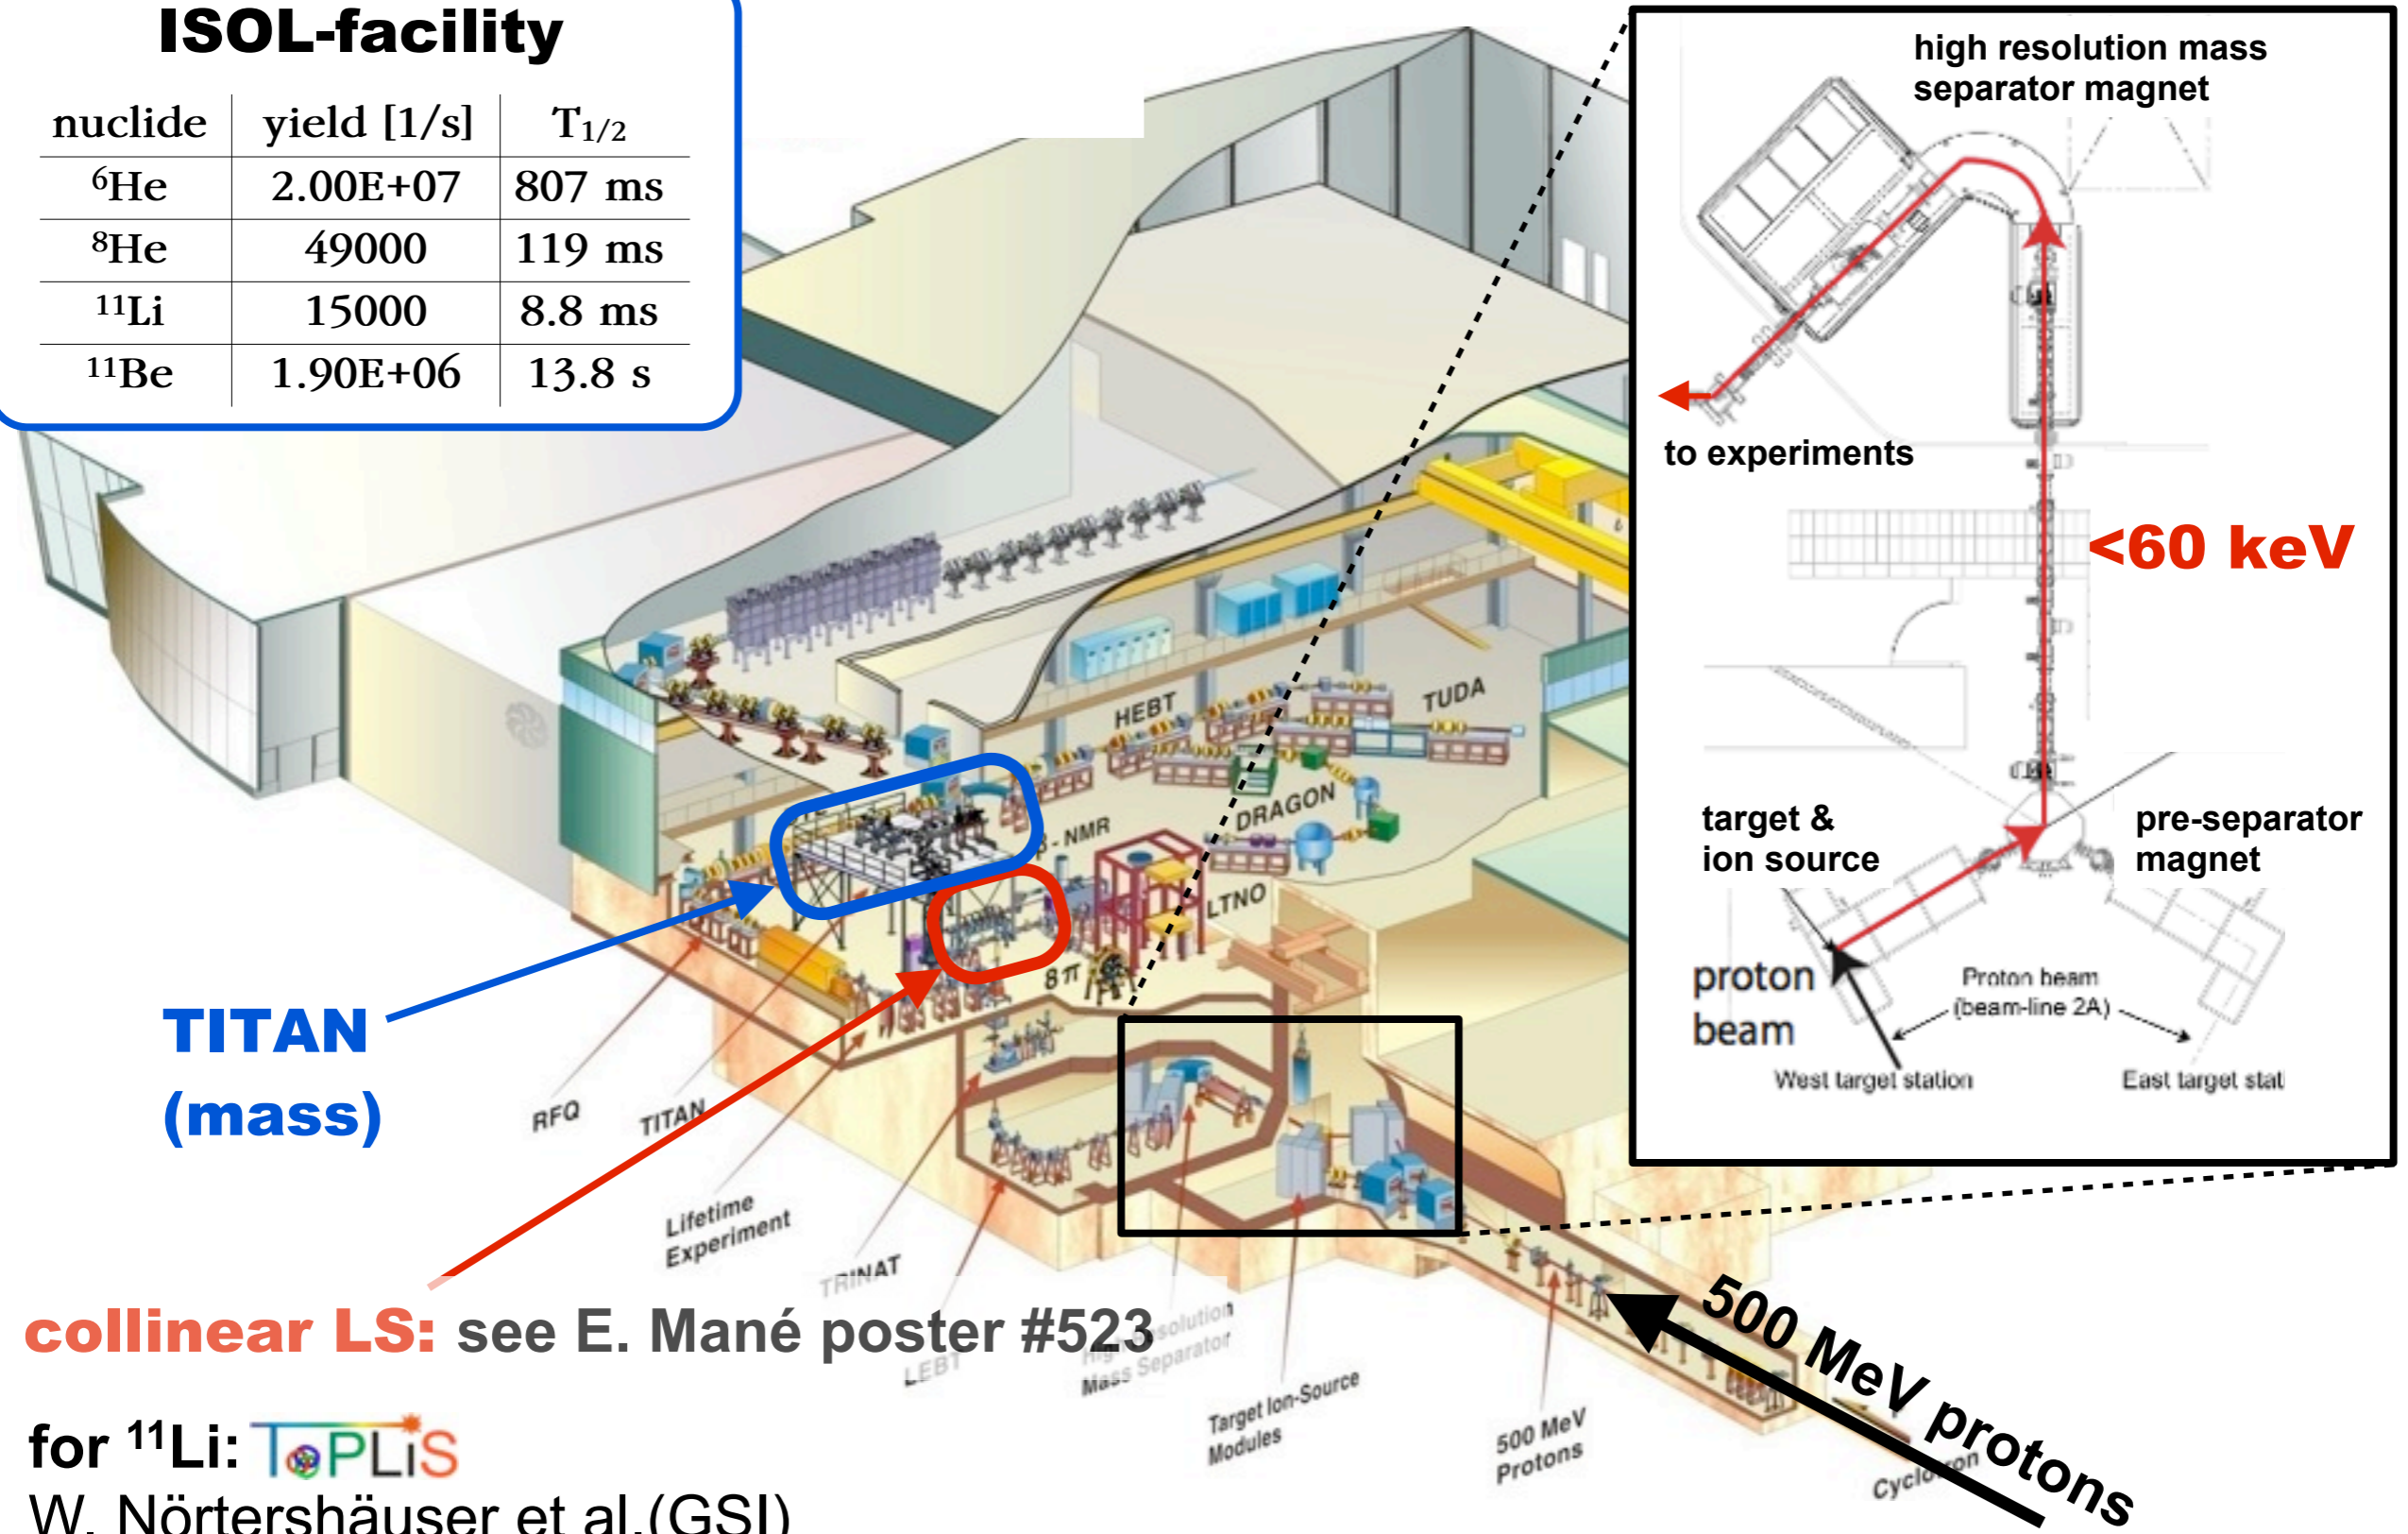 ISOL-facility
nuclide yield [1/s] T1/2
6He 2.00E+07 807 ms
8He 49000 119 ms
11Li 15000 8.8 ms
11Be 1.90E+06 13.8 s
high resolution mass
separator magnet
to experiments
<60 keV
target &
ion source
pre-separator
magnet
proton
beam
Proton beam
(beam-line 2A)
West target station
East target stat
HEBT
TUDA
DRAGON
β-NMR
LTNO
8π
TITAN
(mass)
RFQ
TITAN
Lifetime
Experiment
TRINAT
collinear LS: see E. Mané poster #523
LEBT
High Resolution
Mass Separator
Target Ion-Source
Modules
500 MeV
Protons
Cyclotron
500 MeV protons
for 11Li: ToPLiS
W. Nörtershäuser et al.(GSI)